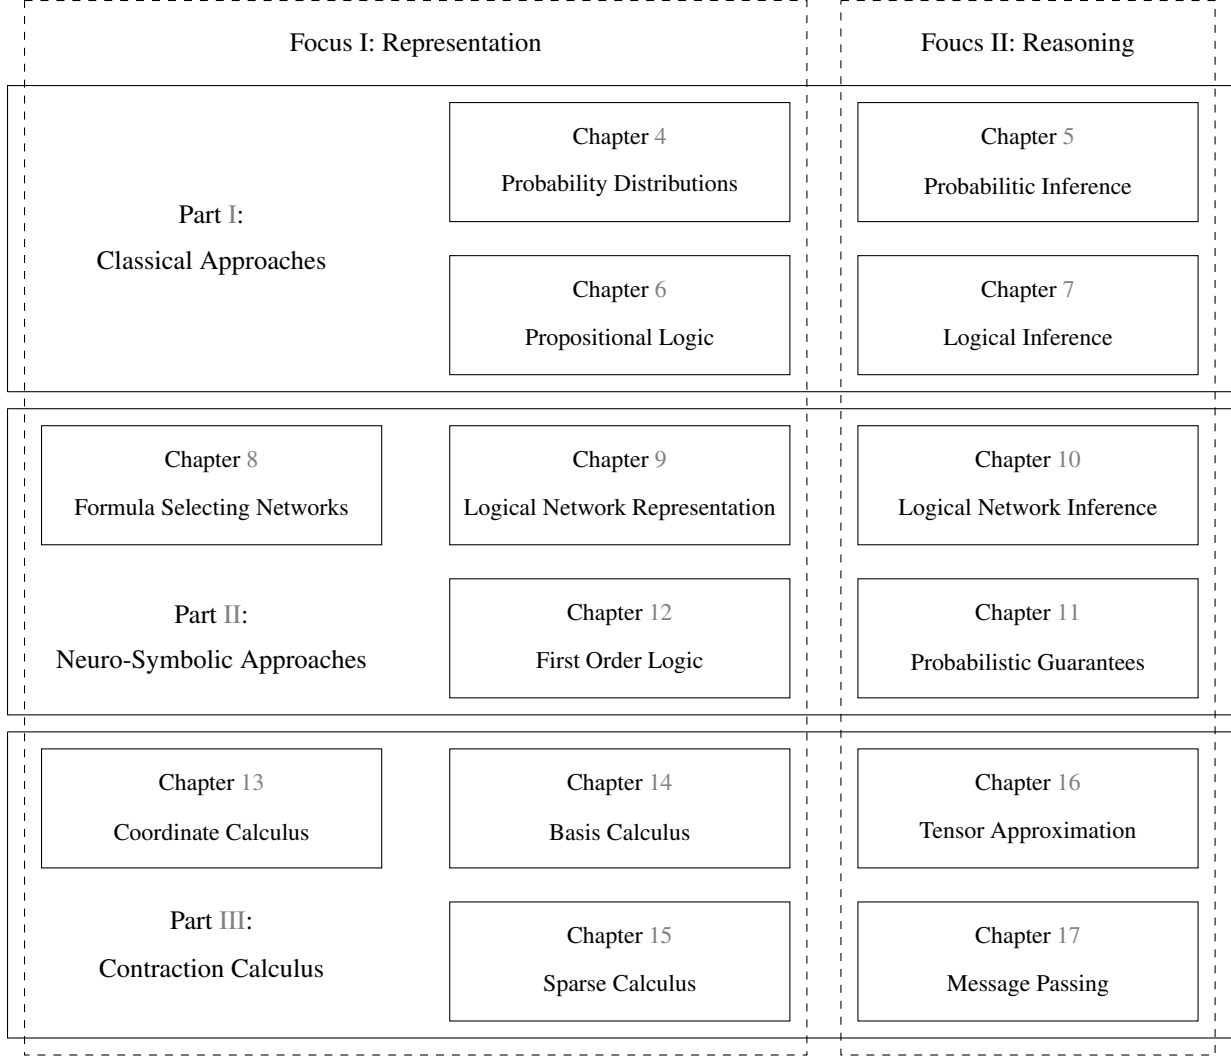 Focus I: Representation
Foucs II: Reasoning
Part I:
Classical Approaches
Chapter 4
Probability Distributions
Chapter 5
Probabilitic Inference
Chapter 6
Propositional Logic
Chapter 7
Logical Inference
Chapter 8
Formula Selecting Networks
Chapter 9
Logical Network Representation
Chapter 10
Logical Network Inference
Part II:
Neuro-Symbolic Approaches
Chapter 12
First Order Logic
Chapter 11
Probabilistic Guarantees
Chapter 13
Coordinate Calculus
Chapter 14
Basis Calculus
Chapter 16
Tensor Approximation
Part III:
Contraction Calculus
Chapter 15
Sparse Calculus
Chapter 17
Message Passing